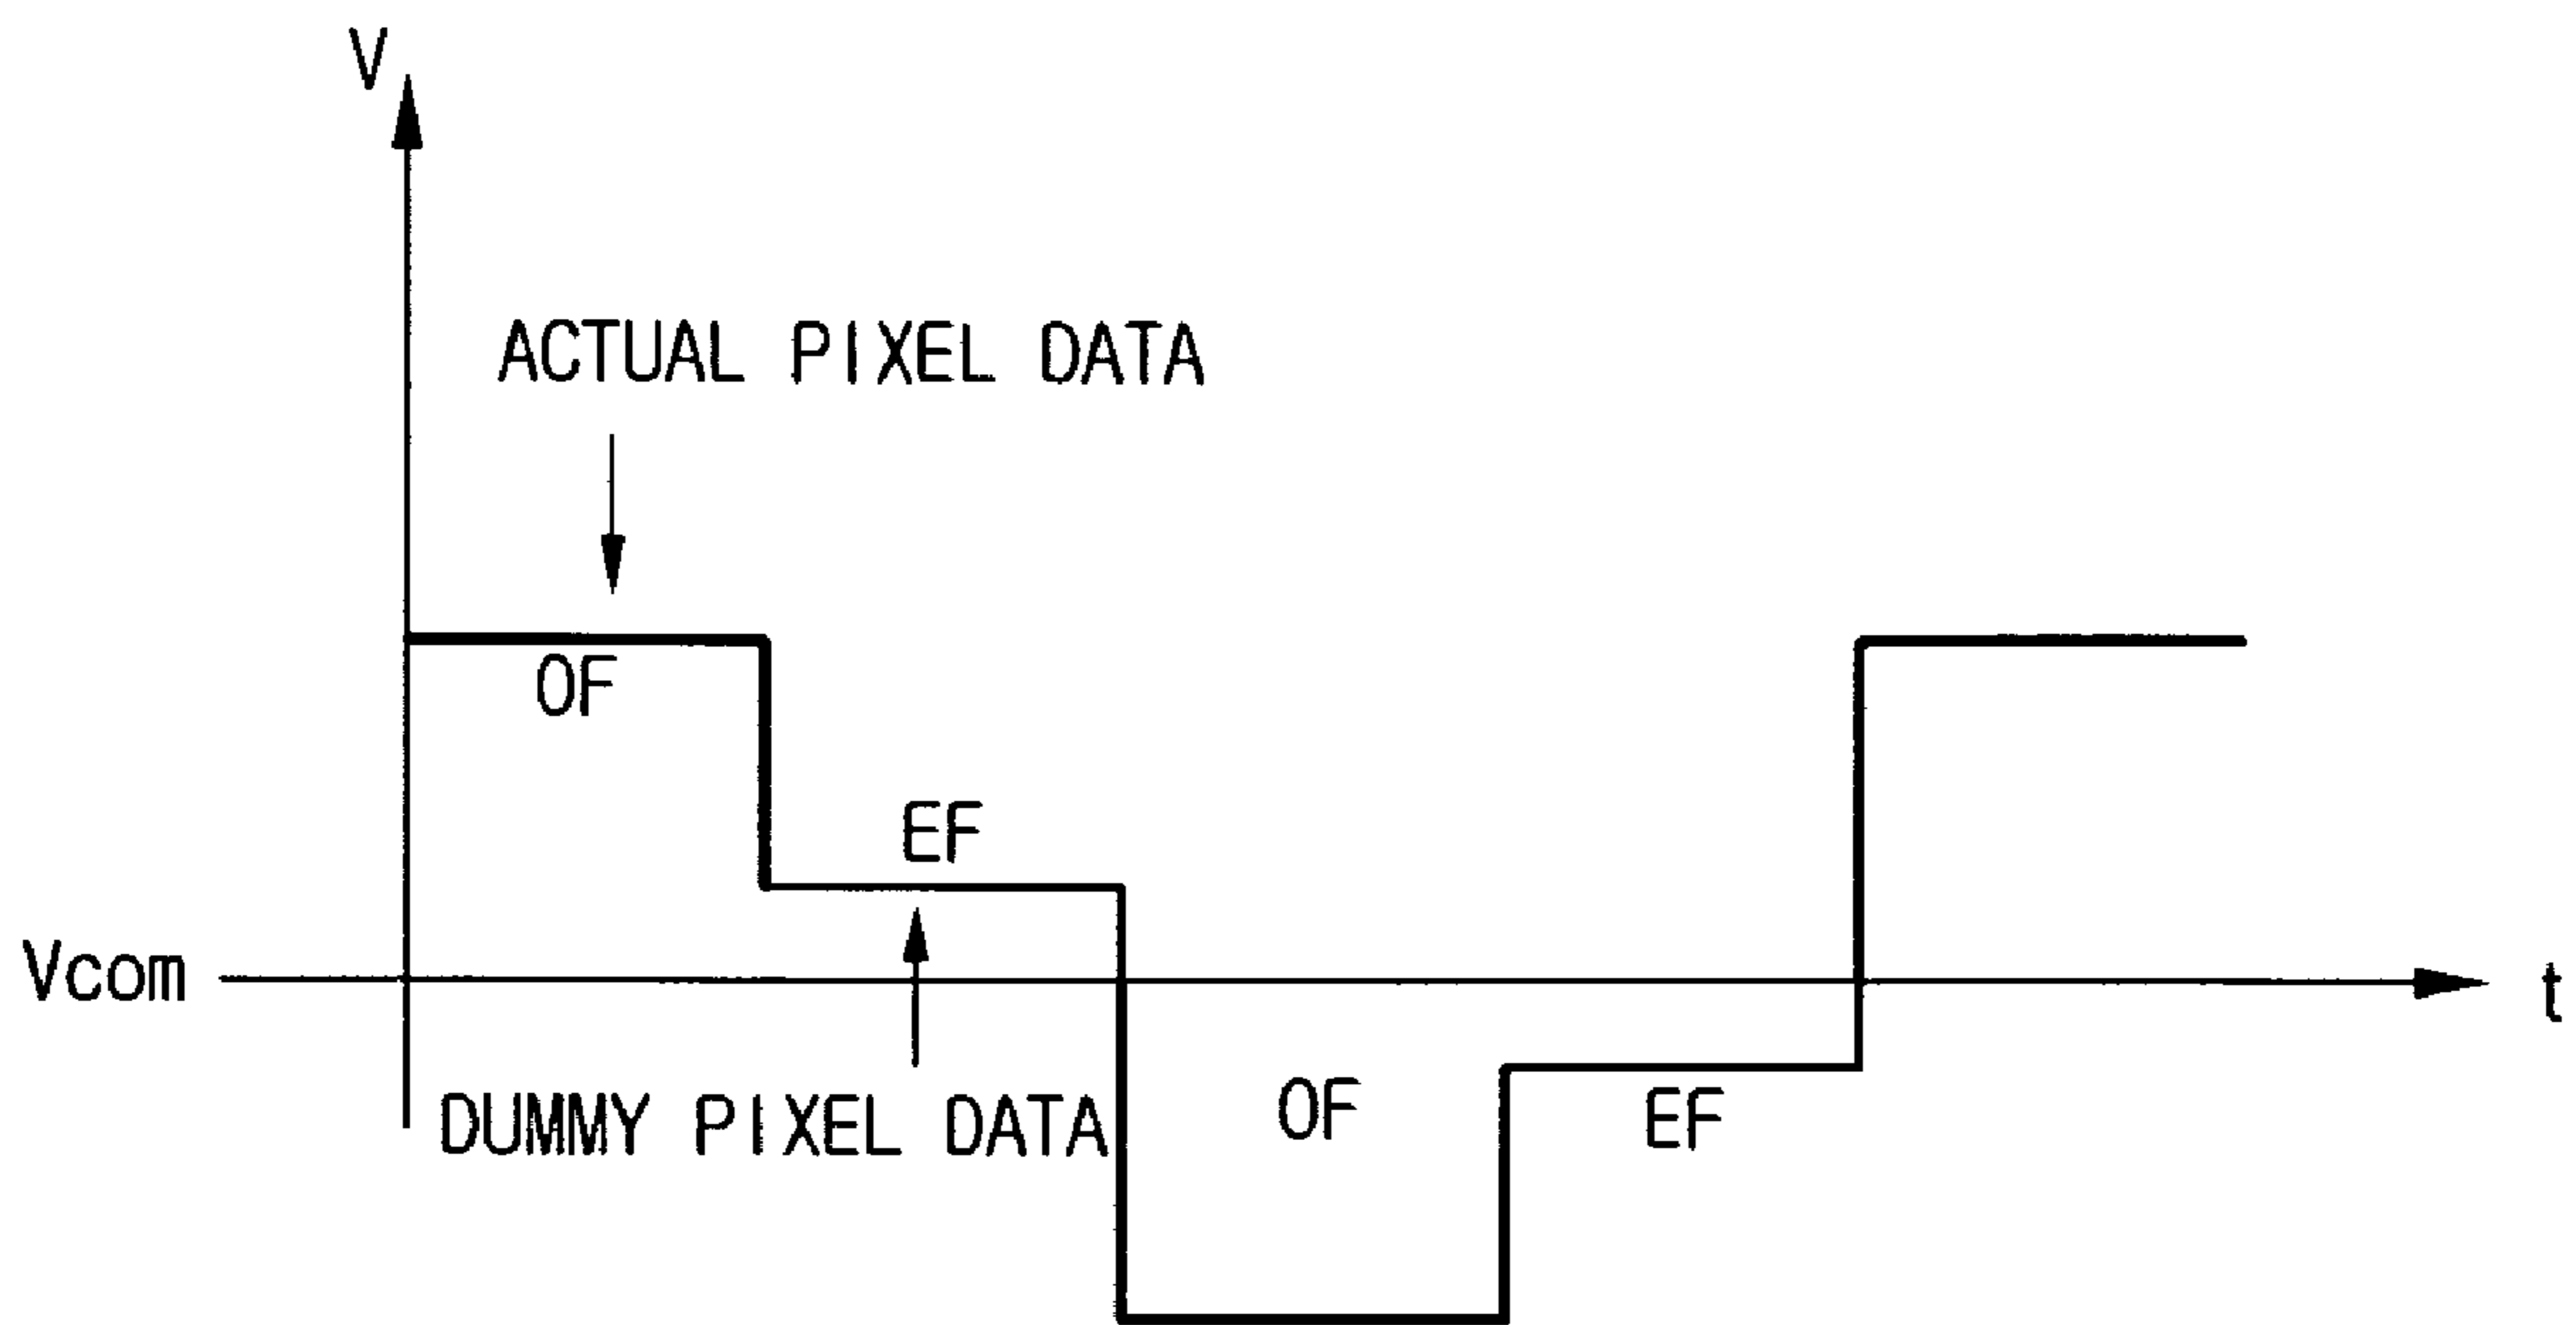 V
ACTUAL PIXEL DATA
OF
EF
Vcom
t
DUMMY PIXEL DATA
OF
EF